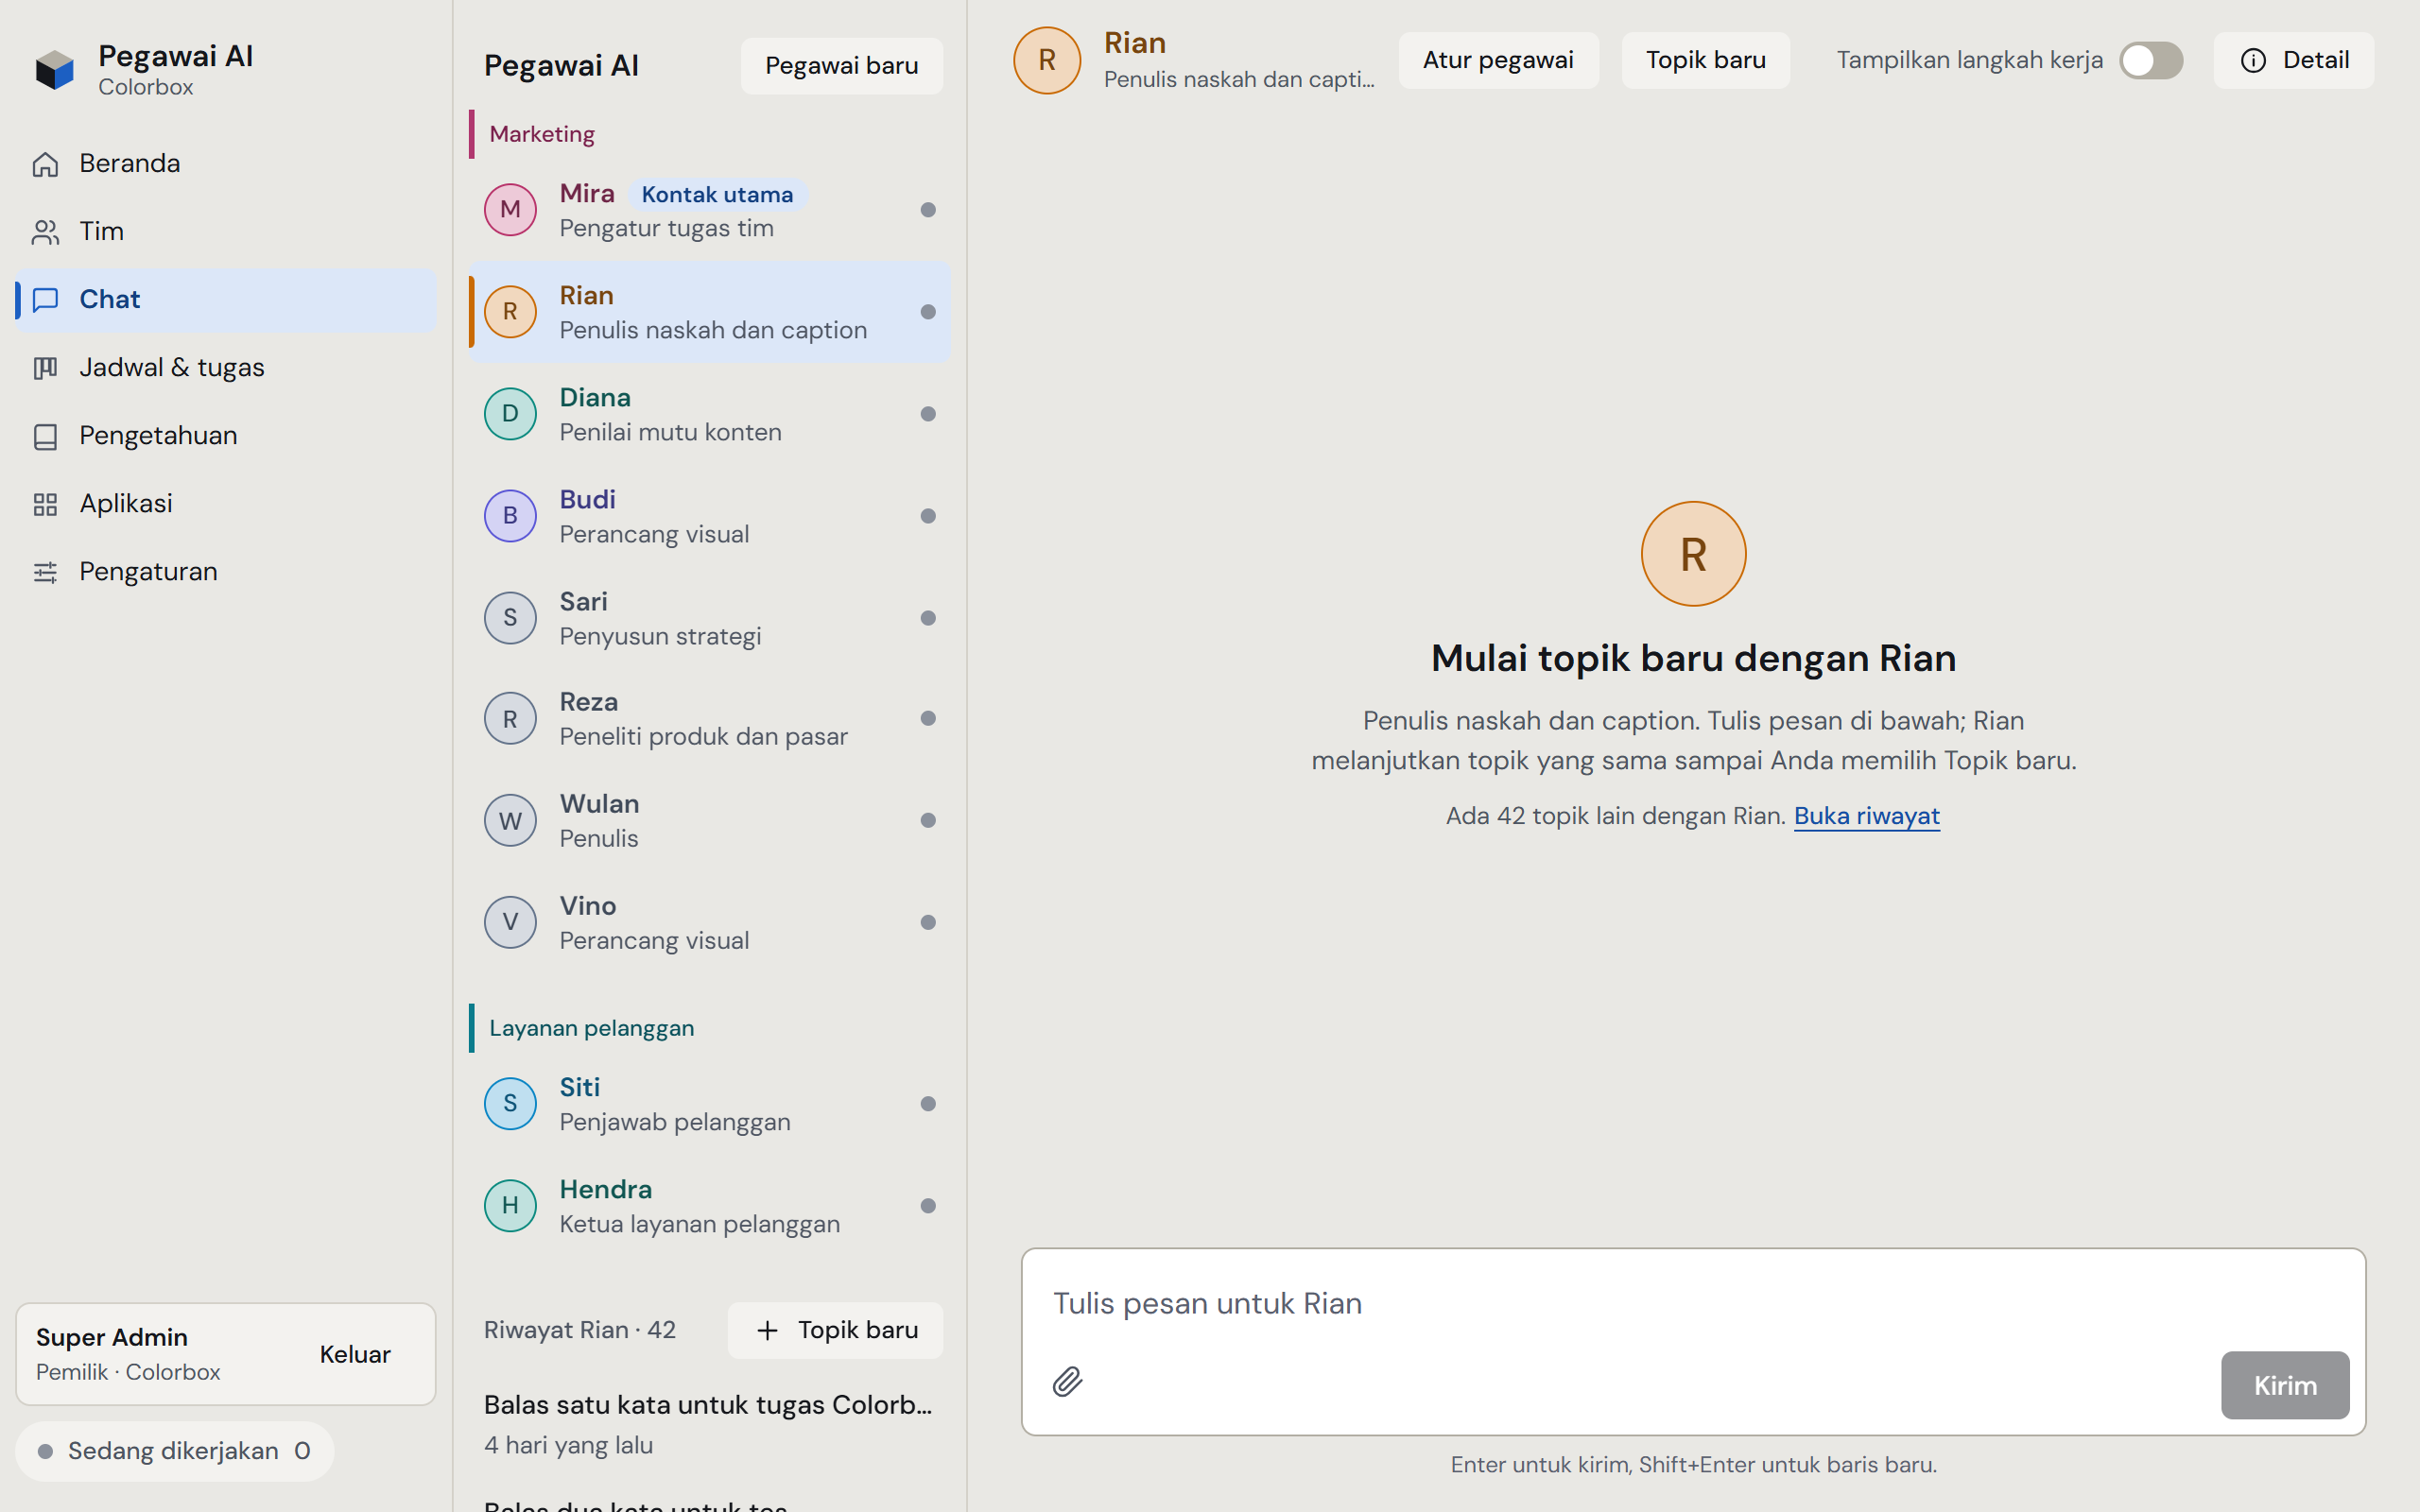 Pegawai AI
Colorbox
Beranda
Tim
Chat
Jadwal & tugas
Pengetahuan
Aplikasi
Pengaturan
Super Admin
Pemilik · Colorbox
Keluar
Sedang dikerjakan 0
Pegawai AI
Pegawai baru
Marketing
M
Mira Kontak utama
Pengatur tugas tim
R
Rian
Penulis naskah dan caption
D
Diana
Penilai mutu konten
B
Budi
Perancang visual
S
Sari
Penyusun strategi
R
Reza
Peneliti produk dan pasar
W
Wulan
Penulis
V
Vino
Perancang visual
Layanan pelanggan
S
Siti
Penjawab pelanggan
H
Hendra
Ketua layanan pelanggan
Riwayat Rian · 42
+ Topik baru
Balas satu kata untuk tugas Colorb...
4 hari yang lalu
Balas dua kata untuk tes
R
Rian
Penulis naskah dan capti...
Atur pegawai
Topik baru
Tampilkan langkah kerja
Detail
R
Mulai topik baru dengan Rian
Penulis naskah dan caption. Tulis pesan di bawah; Rian
melanjutkan topik yang sama sampai Anda memilih Topik baru.
Ada 42 topik lain dengan Rian. Buka riwayat
Tulis pesan untuk Rian
Kirim
Enter untuk kirim, Shift+Enter untuk baris baru.